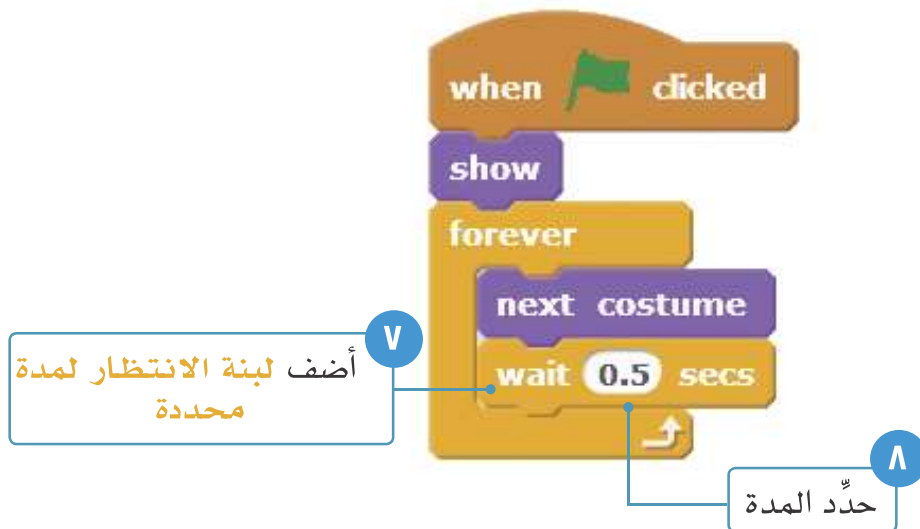 when clicked
show
forever
next costume
wait 0.5 secs
٧
أضف لبنة الانتظار لمدة
محددة
٨
حدِّد المدة